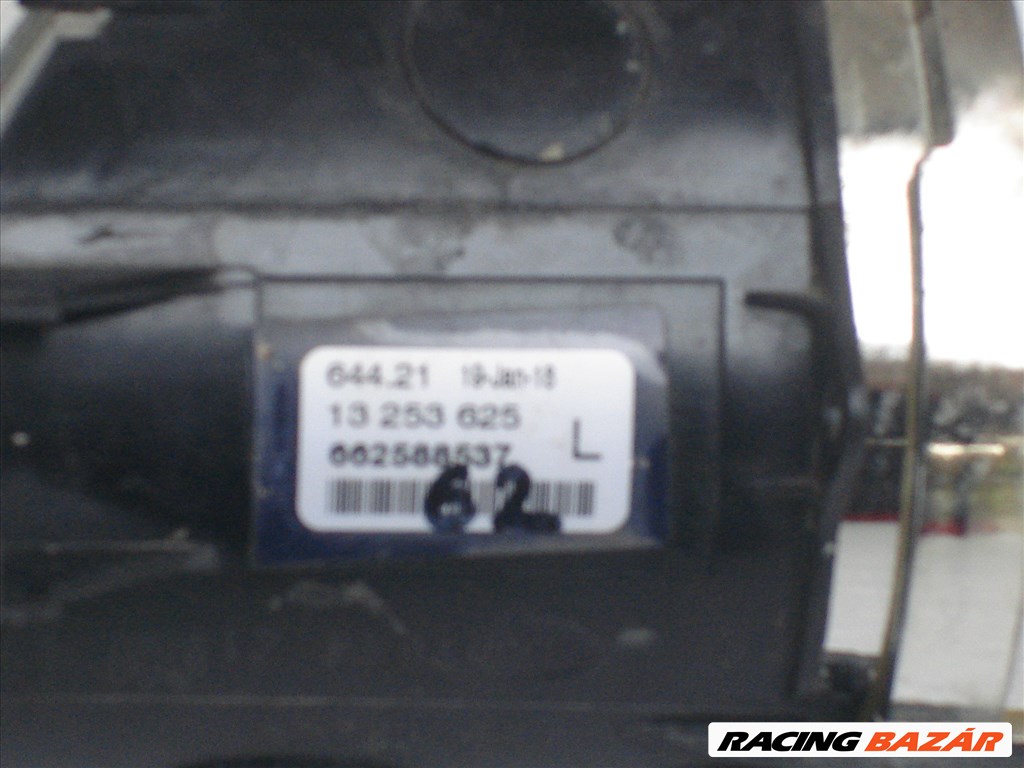 644.21 19-Jan-18
13 253 625
L
662588537
62
RACING BAZÁR